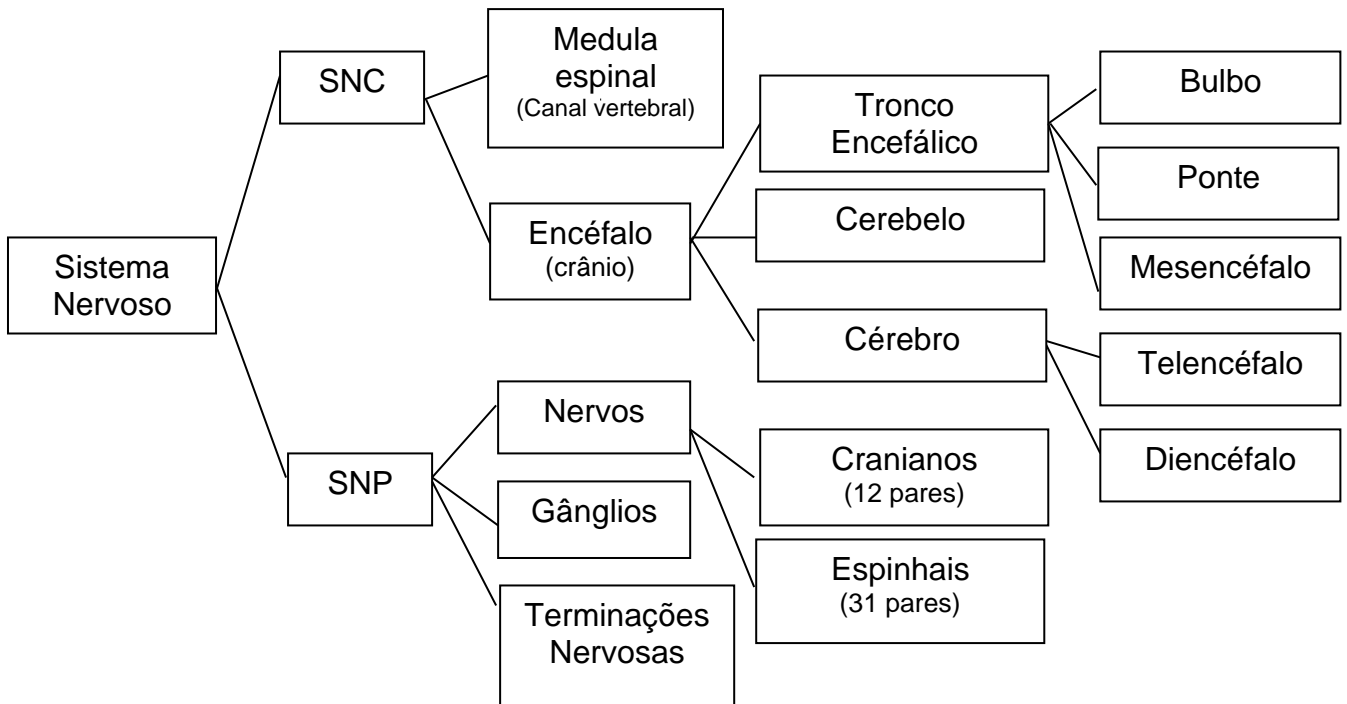 Sistema
Nervoso
SNC
Medula
espinal
(Canal vertebral)
Encéfalo
(crânio)
Tronco
Encefálico
Bulbo
Ponte
Mesencéfalo
Cerebelo
Cérebro
Telencéfalo
Diencéfalo
SNP
Nervos
Cranianos
(12 pares)
Espinhais
(31 pares)
Gânglios
Terminações
Nervosas